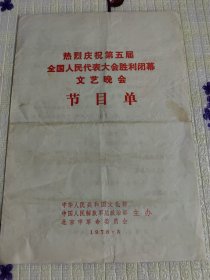 热烈庆祝第五届
全国人民代表大会胜利闭幕
文艺晚会
节目单
中华人民共和国文化部
中国人民解放军总政治部 主办
北京市革命委员会
1978·3